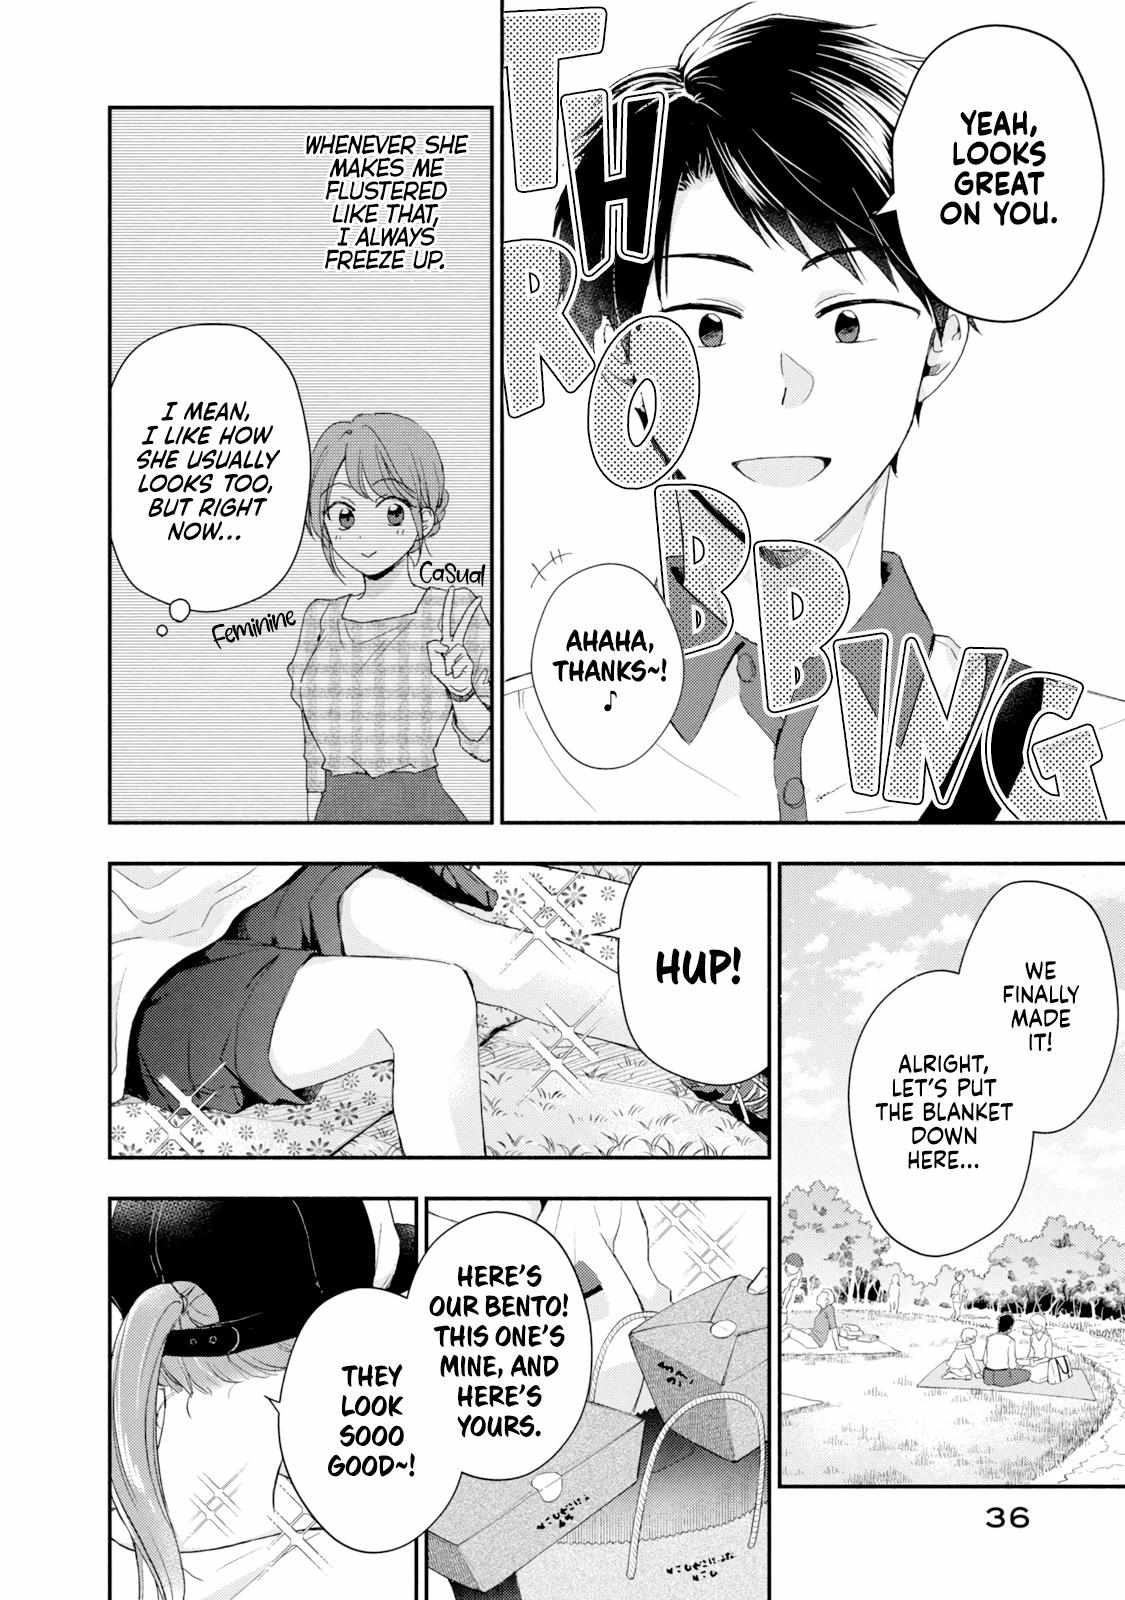 YEAH,
LOOKS
GREAT
ON YOU.
THROBBING
AHAHA,
THANKS~!
♪
WHENEVER SHE
MAKES ME
FLUSTERED
LIKE THAT,
I ALWAYS
FREEZE UP.
I MEAN,
I LIKE HOW
SHE USUALLY
LOOKS TOO,
BUT RIGHT
NOW...
CaSual
Feminine
WE
FINALLY
MADE
IT!
ALRIGHT,
LET'S PUT
THE BLANKET
DOWN
HERE...
HUP!
HERE'S
OUR BENTO!
THIS ONE'S
MINE, AND
HERE'S
YOURS.
THEY
LOOK
SOOO
GOOD~!
36